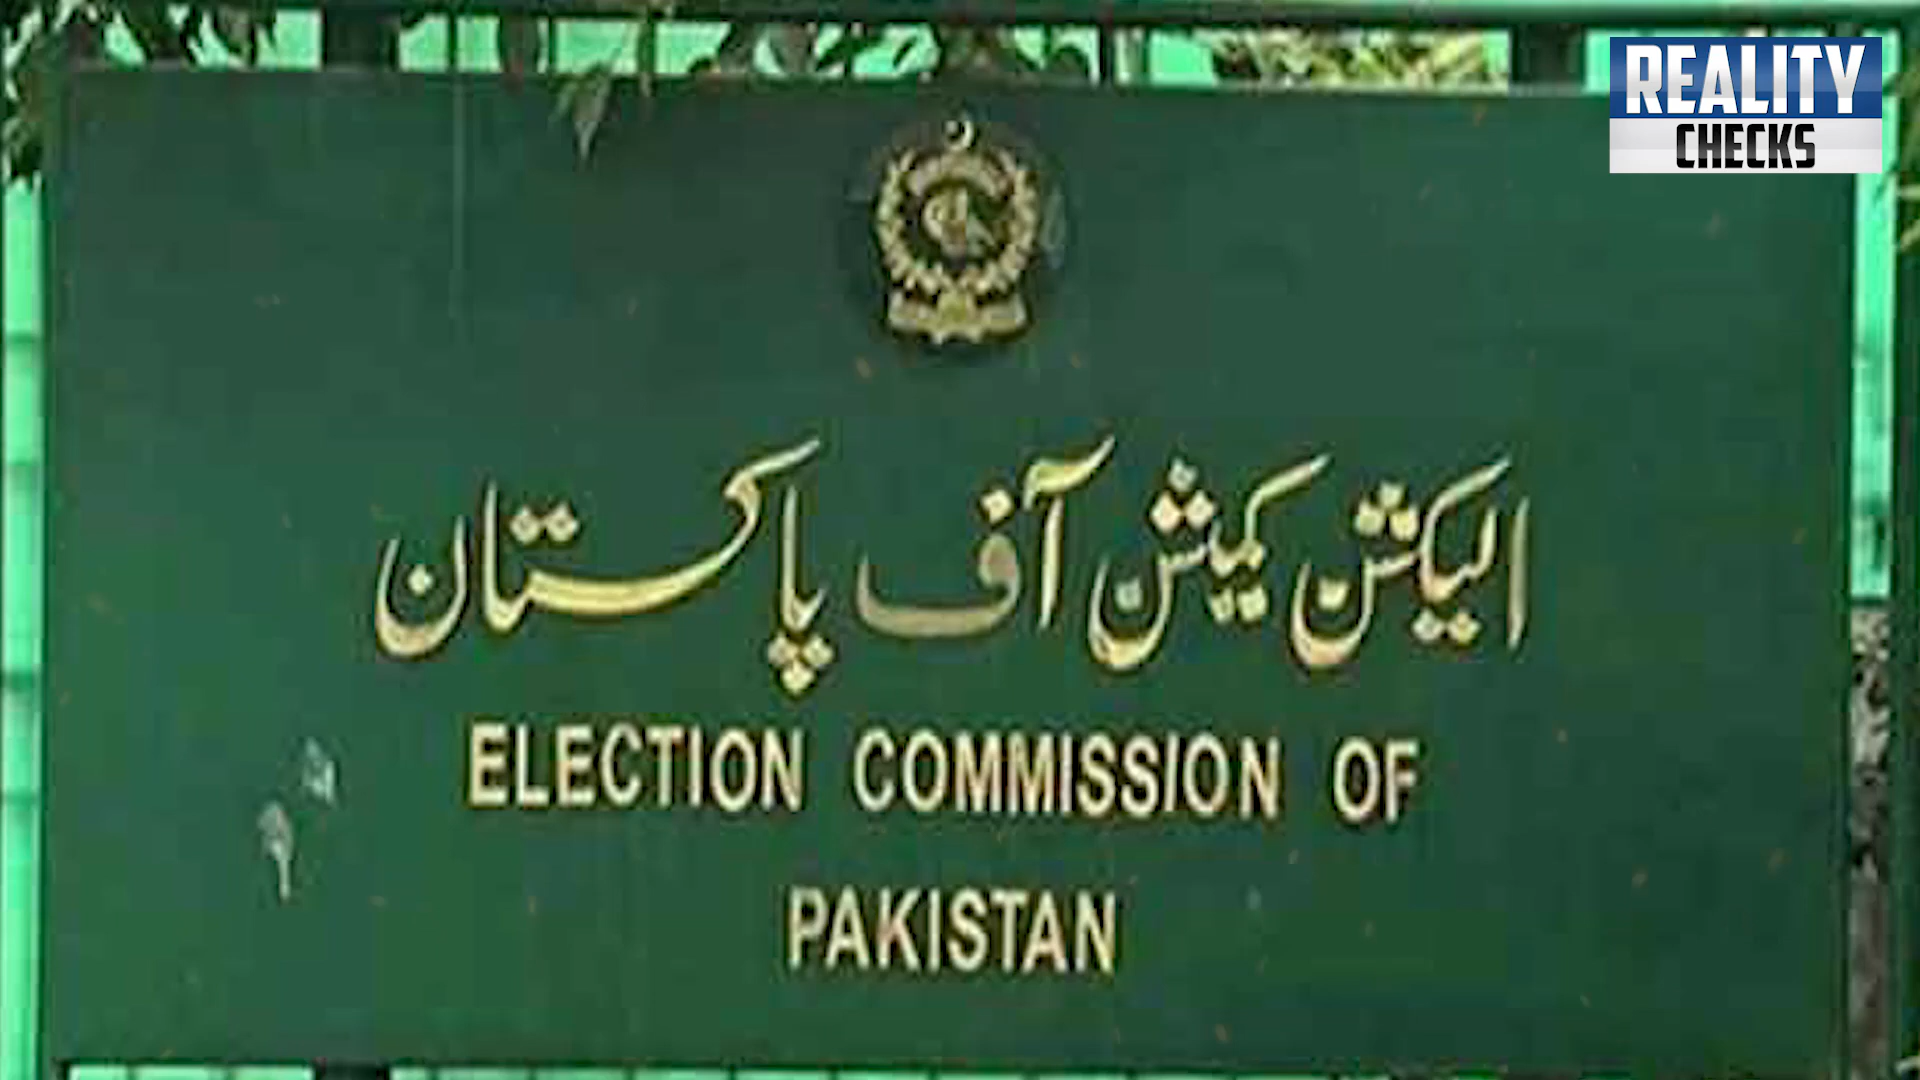 REALITY
CHECKS
الیکشن کمیشن آف پاکستان
ELECTION COMMISSION OF
PAKISTAN